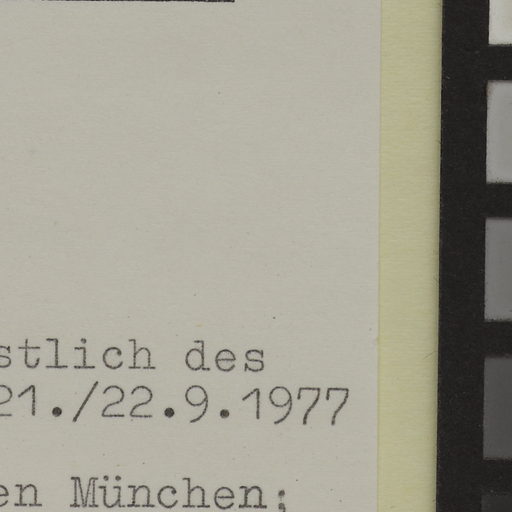 stlich des
21./22.9.1977
en München;